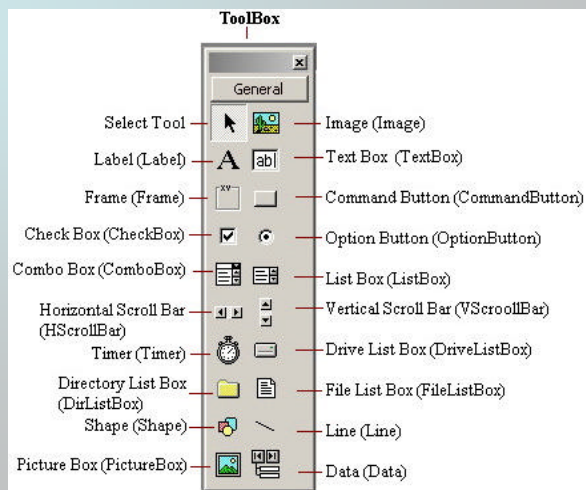 ToolBox
General
Select Tool
Image (Image)
Label (Label)
A
ab
Text Box (TextBox)
Frame (Frame)
xv
Command Button (CommandButton)
Check Box (CheckBox)
Option Button (OptionButton)
Combo Box (ComboBox)
List Box (ListBox)
Horizontal Scroll Bar
(HScrollBar)
Vertical Scroll Bar (VScroollBar)
Timer (Timer)
Drive List Box (DriveListBox)
Directory List Box
(DirListBox)
File List Box (FileListBox)
Shape (Shape)
Line (Line)
Picture Box (PictureBox)
Data (Data)